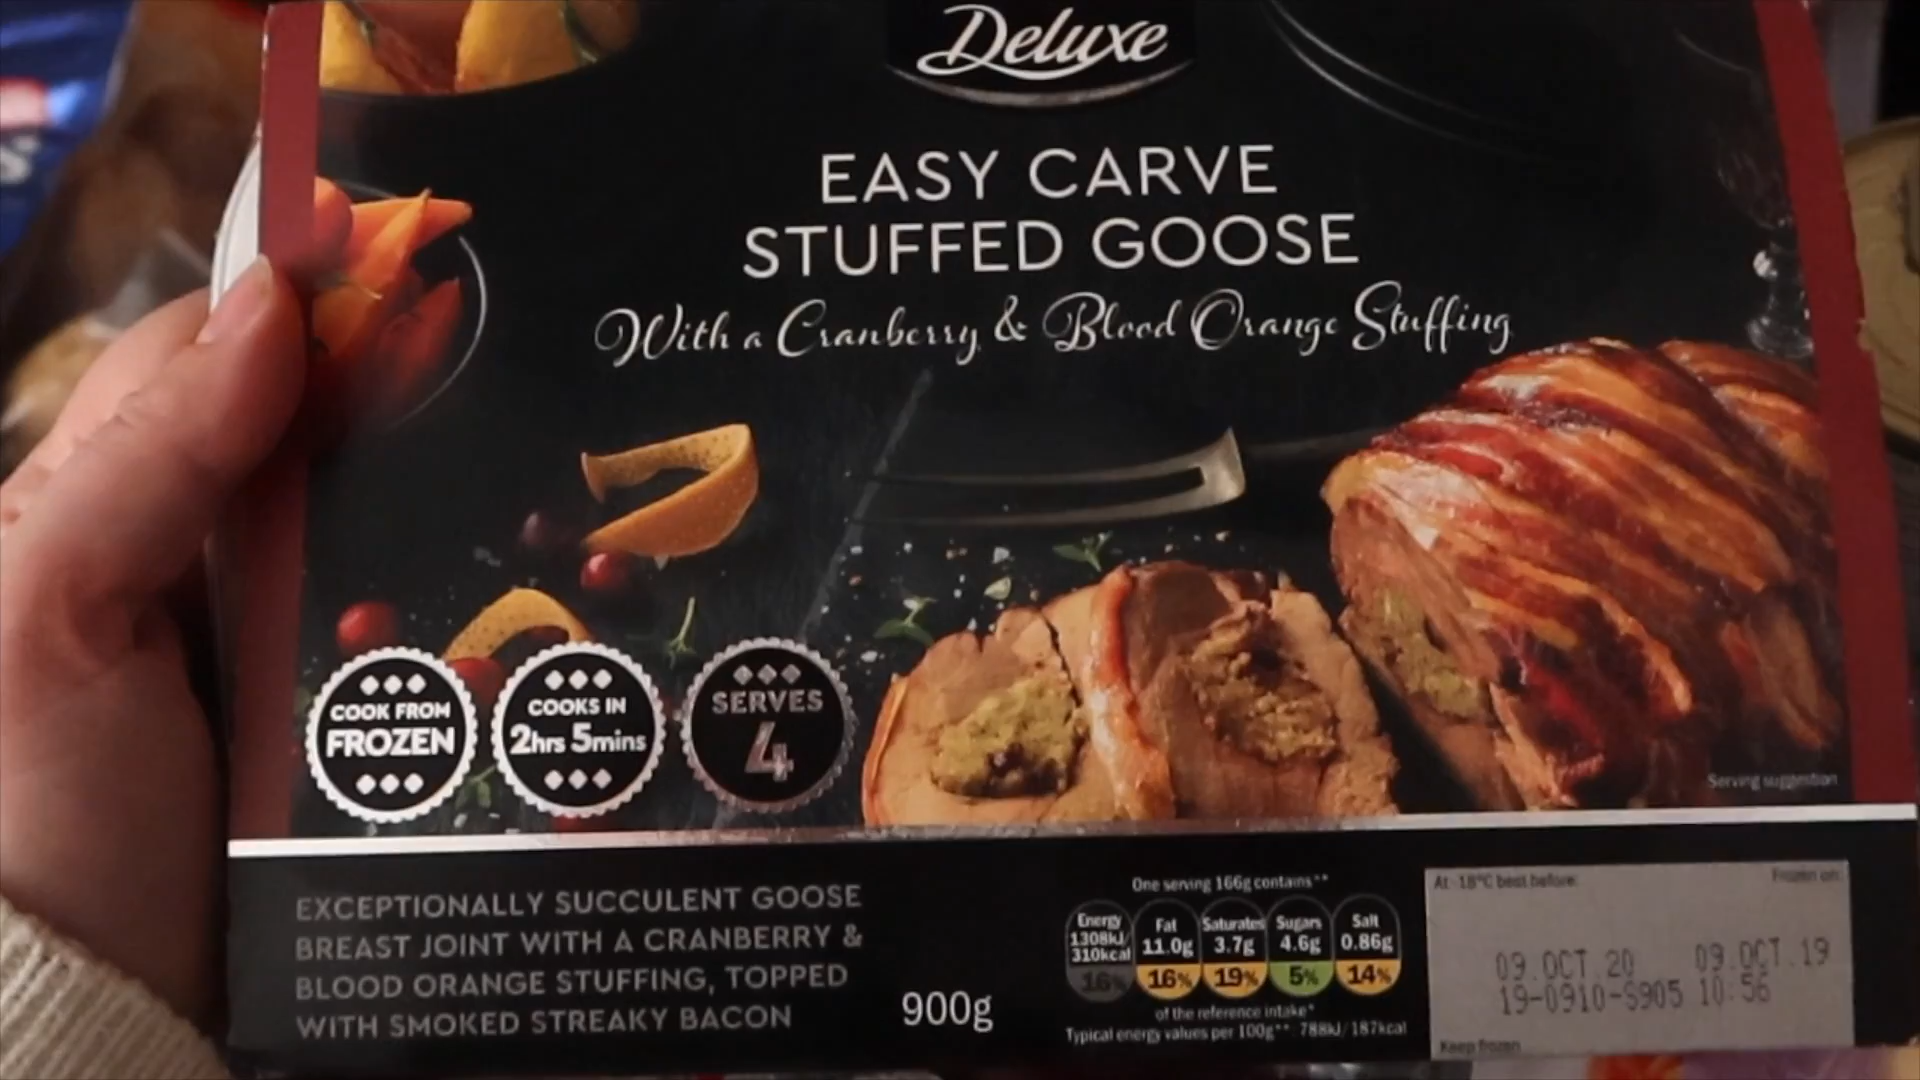 Deluxe
EASY CARVE
STUFFED GOOSE
With a Cranberry & Blood Orange Stuffing
COOK FROM
FROZEN
COOKS IN
2hrs 5mins
SERVES
4
Serving suggestion
EXCEPTIONALLY SUCCULENT GOOSE
BREAST JOINT WITH A CRANBERRY &
BLOOD ORANGE STUFFING, TOPPED
WITH SMOKED STREAKY BACON
900g
One serving 166g contains**
Energy 1308kJ/ 310kcal 16%
Fat 11.0g 16%
Saturates 3.7g 19%
Sugars 4.6g 5%
Salt 0.86g 14%
of the reference intake*
Typical energy values per 100g**: 788kJ/187kcal
At -18°C best before: Frozen on:
09.OCT.20 09.OCT.19
19-0910-S905 10:56
Keep frozen